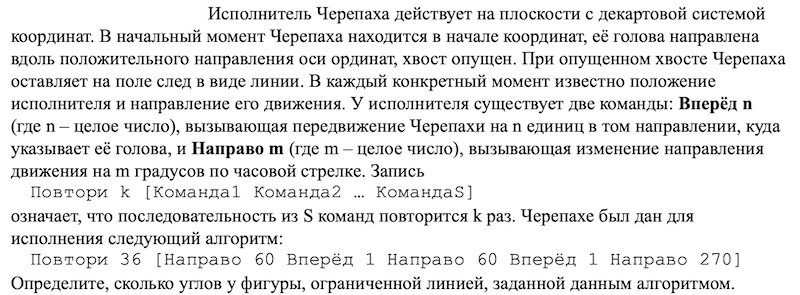 Исполнитель Черепаха действует на плоскости с декартовой системой
координат. В начальный момент Черепаха находится в начале координат, её голова направлена
вдоль положительного направления оси ординат, хвост опущен. При опущенном хвосте Черепаха
оставляет на поле след в виде линии. В каждый конкретный момент известно положение
исполнителя и направление его движения. У исполнителя существует две команды: Вперёд n
(где n – целое число), вызывающая передвижение Черепахи на n единиц в том направлении, куда
указывает её голова, и Направо m (где m – целое число), вызывающая изменение направления
движения на m градусов по часовой стрелке. Запись
Повтори k [Команда1 Команда2 … КомандаS]
означает, что последовательность из S команд повторится k раз. Черепахе был дан для
исполнения следующий алгоритм:
Повтори 36 [Направо 60 Вперёд 1 Направо 60 Вперёд 1 Направо 270]
Определите, сколько углов у фигуры, ограниченной линией, заданной данным алгоритмом.